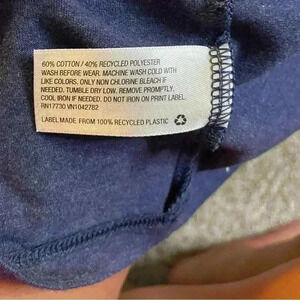 60% COTTON / 40% RECYCLED POLYESTER
WASH BEFORE WEAR. MACHINE WASH COLD WITH
LIKE COLORS. ONLY NON CHLORINE BLEACH IF
NEEDED. TUMBLE DRY LOW. REMOVE PROMPTLY.
COOL IRON IF NEEDED. DO NOT IRON ON PRINT LABEL.
RN17730 VN1042782
LABEL MADE FROM 100% RECYCLED PLASTIC